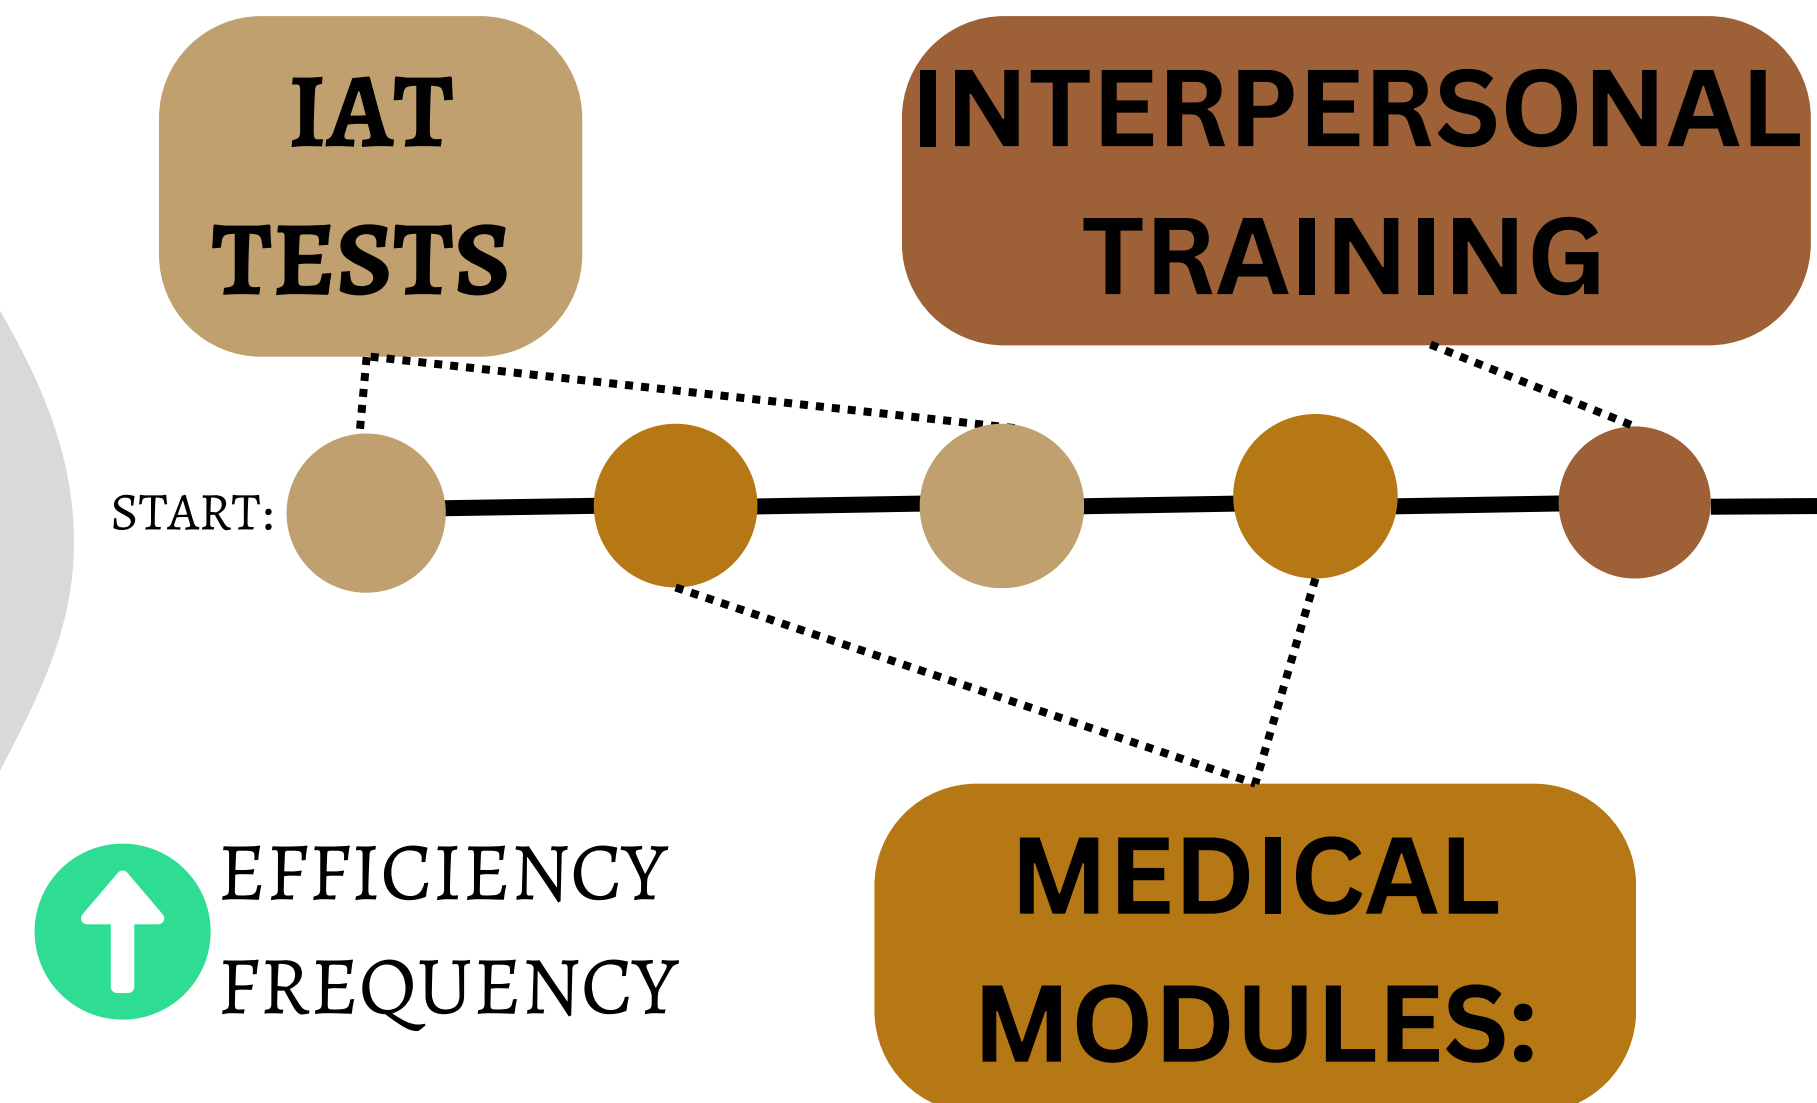 IAT
TESTS
INTERPERSONAL
TRAINING
START:
EFFICIENCY
FREQUENCY
MEDICAL
MODULES: